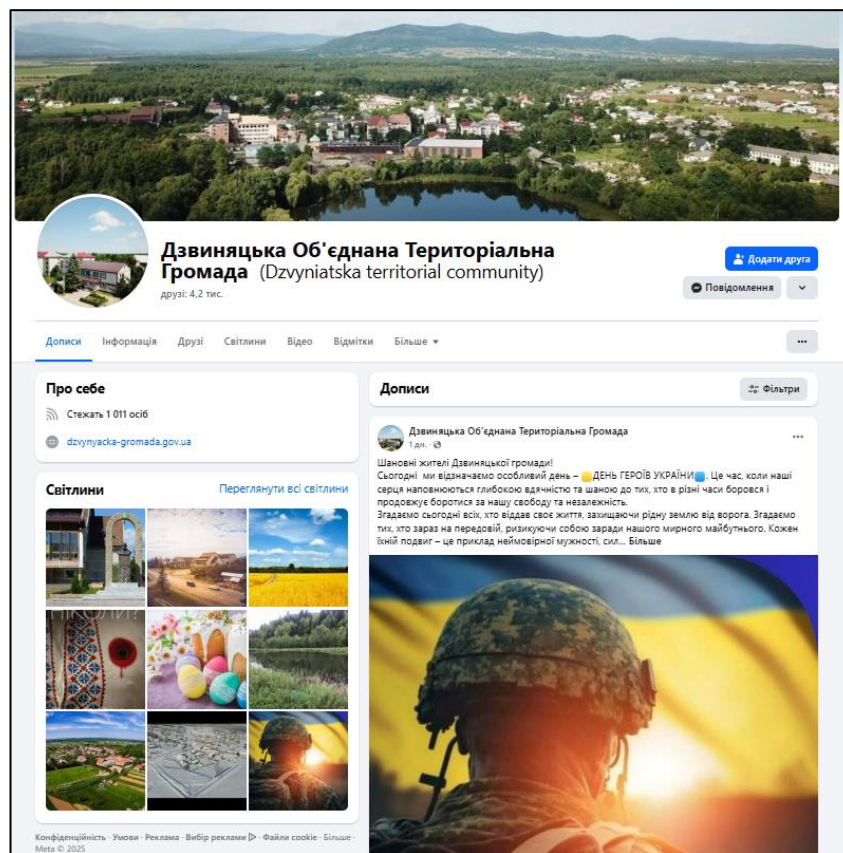 Дзвиняцька Об'єднана Територіальна
Громада (Dzvyniatska territorial community)
друзі: 4,2 тис.
Додати друга
Повідомлення
Дописи Інформація Друзі Світлини Відео Відмітки Більше
Про себе
Стежать 1 011 осіб
dzvynyacka-gromada.gov.ua
Світлини Переглянути всі світлини
НІКОЛИ!
Конфіденційність · Умови · Реклама · Вибір реклами · Файли cookie · Більше ·
Meta © 2025
Дописи Фільтри
Дзвиняцька Об'єднана Територіальна Громада
1 дн. ·
Шановні жителі Дзвиняцької громади!
Сьогодні ми відзначаємо особливий день – ДЕНЬ ГЕРОЇВ УКРАЇНИ. Це час, коли наші
серця наповнюються глибокою вдячністю та шаною до тих, хто в різні часи боровся і
продовжує боротися за нашу свободу та незалежність.
Згадаємо сьогодні всіх, хто віддав своє життя, захищаючи рідну землю від ворога. Згадаємо
тих, хто зараз на передовій, ризикуючи собою заради нашого мирного майбутнього. Кожен
їхній подвиг – це приклад неймовірної мужності, сил... Більше